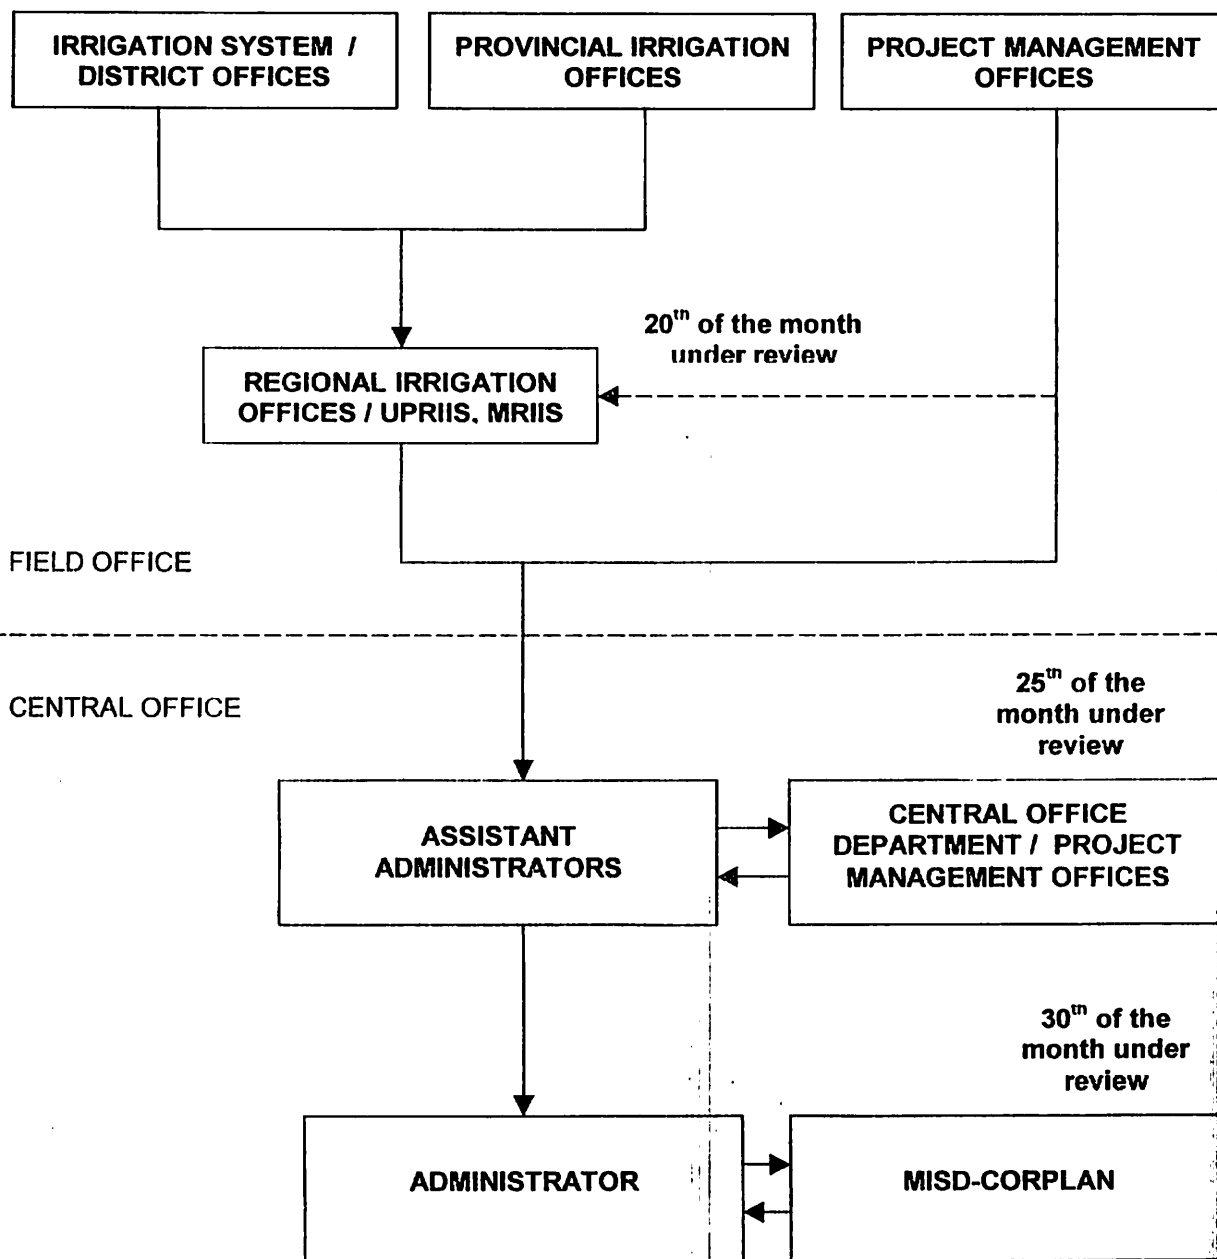 IRRIGATION SYSTEM /
DISTRICT OFFICES
PROVINCIAL IRRIGATION
OFFICES
PROJECT MANAGEMENT
OFFICES
20th of the month
under review
REGIONAL IRRIGATION
OFFICES / UPRIIS, MRIIS
FIELD OFFICE
CENTRAL OFFICE
25th of the
month under
review
ASSISTANT
ADMINISTRATORS
CENTRAL OFFICE
DEPARTMENT / PROJECT
MANAGEMENT OFFICES
30th of the
month under
review
ADMINISTRATOR
MISD-CORPLAN